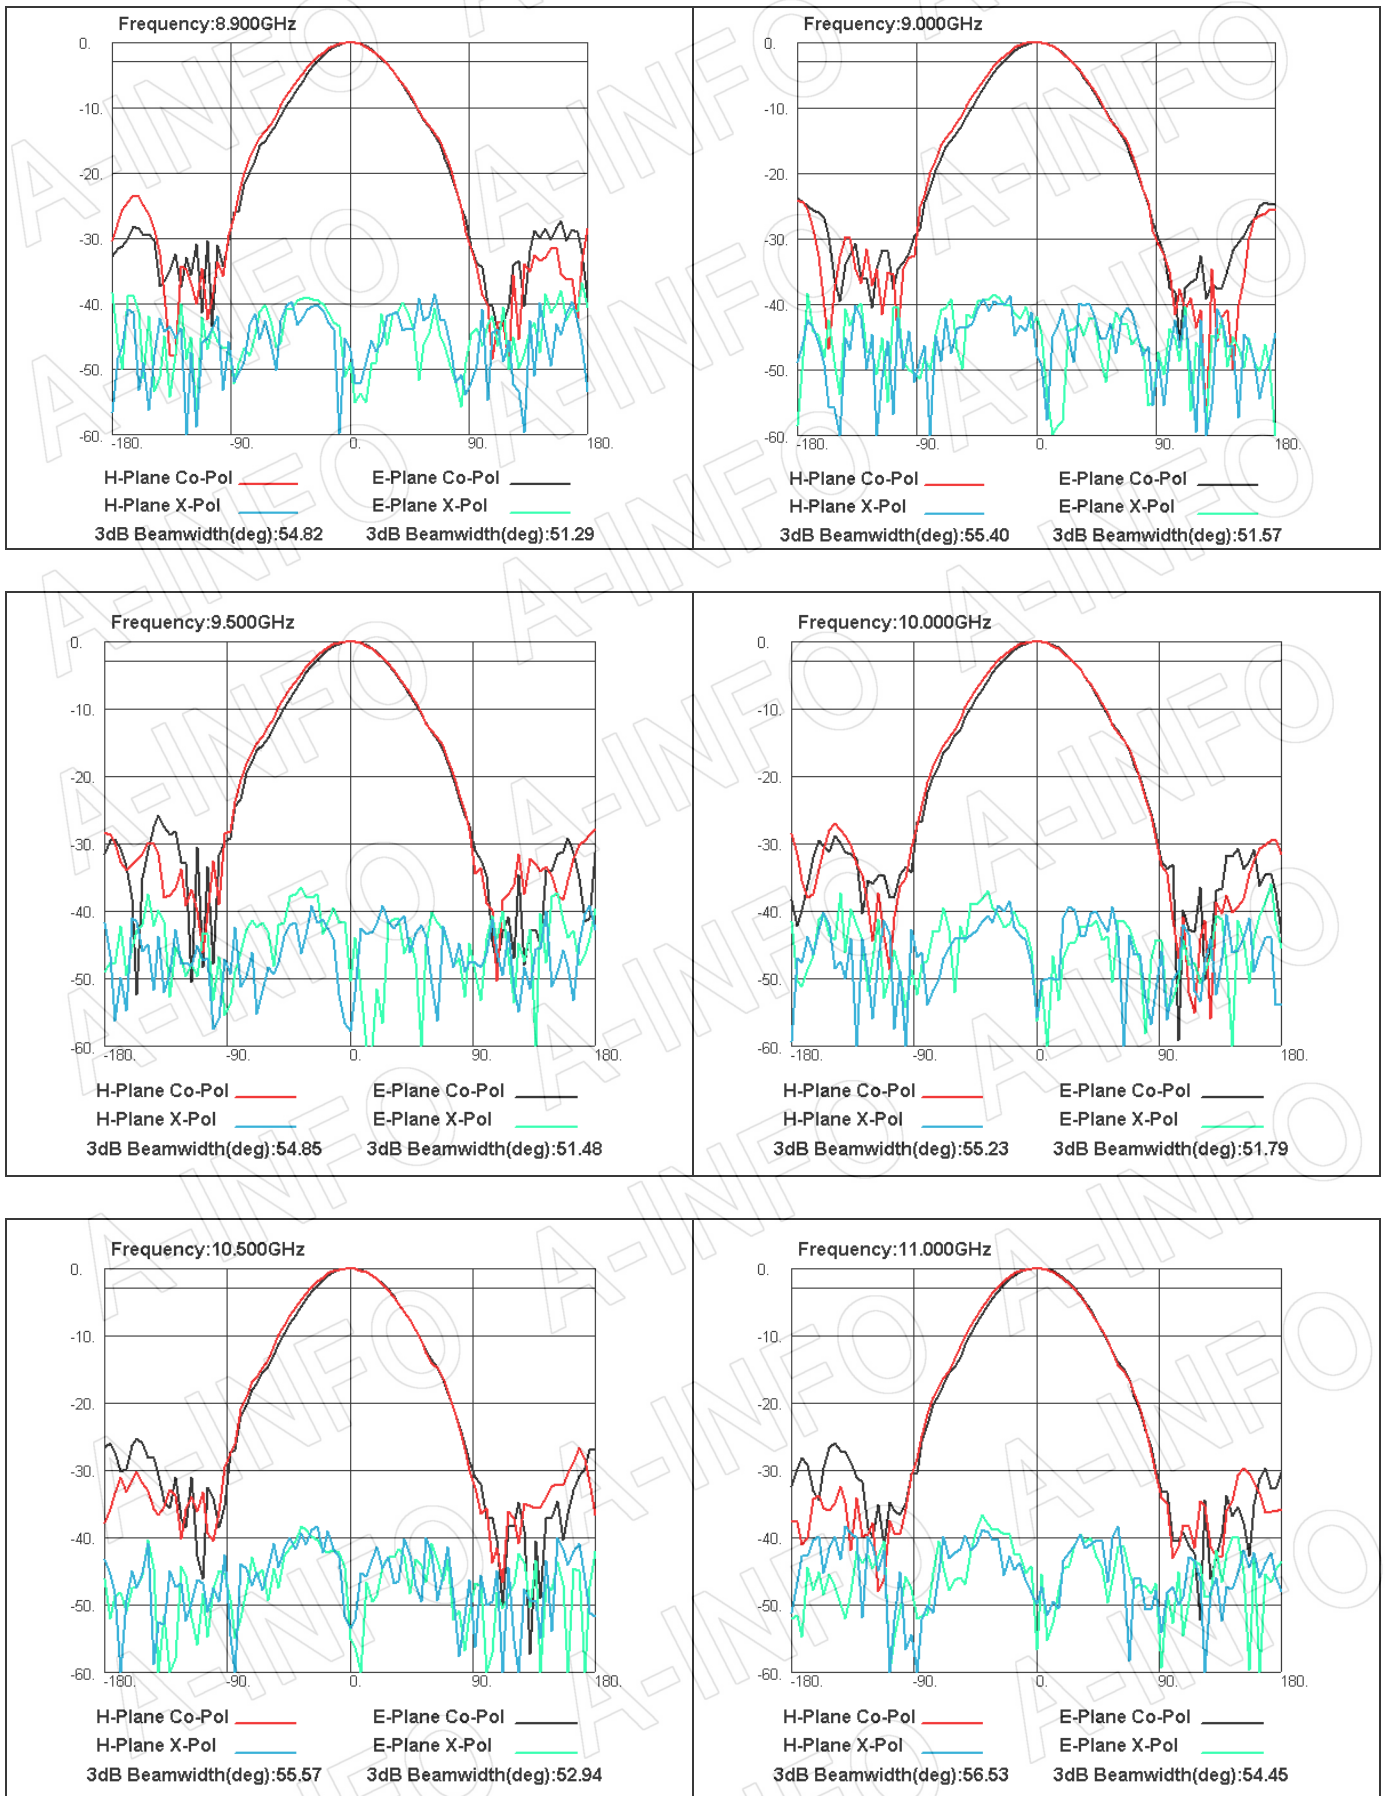 Frequency:8.900GHz
0.
-10.
-20.
-30.
-40.
-50.
-60.
-180. -90. 0. 90. 180.
H-Plane Co-Pol E-Plane Co-Pol
H-Plane X-Pol E-Plane X-Pol
3dB Beamwidth(deg):54.82 3dB Beamwidth(deg):51.29
Frequency:9.000GHz
0.
-10.
-20.
-30.
-40.
-50.
-60.
-180. -90. 0. 90. 180.
H-Plane Co-Pol E-Plane Co-Pol
H-Plane X-Pol E-Plane X-Pol
3dB Beamwidth(deg):55.40 3dB Beamwidth(deg):51.57
Frequency:9.500GHz
0.
-10.
-20.
-30.
-40.
-50.
-60.
-180. -90. 0. 90. 180.
H-Plane Co-Pol E-Plane Co-Pol
H-Plane X-Pol E-Plane X-Pol
3dB Beamwidth(deg):54.85 3dB Beamwidth(deg):51.48
Frequency:10.000GHz
0.
-10.
-20.
-30.
-40.
-50.
-60.
-180. -90. 0. 90. 180.
H-Plane Co-Pol E-Plane Co-Pol
H-Plane X-Pol E-Plane X-Pol
3dB Beamwidth(deg):55.23 3dB Beamwidth(deg):51.79
Frequency:10.500GHz
0.
-10.
-20.
-30.
-40.
-50.
-60.
-180. -90. 0. 90. 180.
H-Plane Co-Pol E-Plane Co-Pol
H-Plane X-Pol E-Plane X-Pol
3dB Beamwidth(deg):55.57 3dB Beamwidth(deg):52.94
Frequency:11.000GHz
0.
-10.
-20.
-30.
-40.
-50.
-60.
-180. -90. 0. 90. 180.
H-Plane Co-Pol E-Plane Co-Pol
H-Plane X-Pol E-Plane X-Pol
3dB Beamwidth(deg):56.53 3dB Beamwidth(deg):54.45
A-INFO